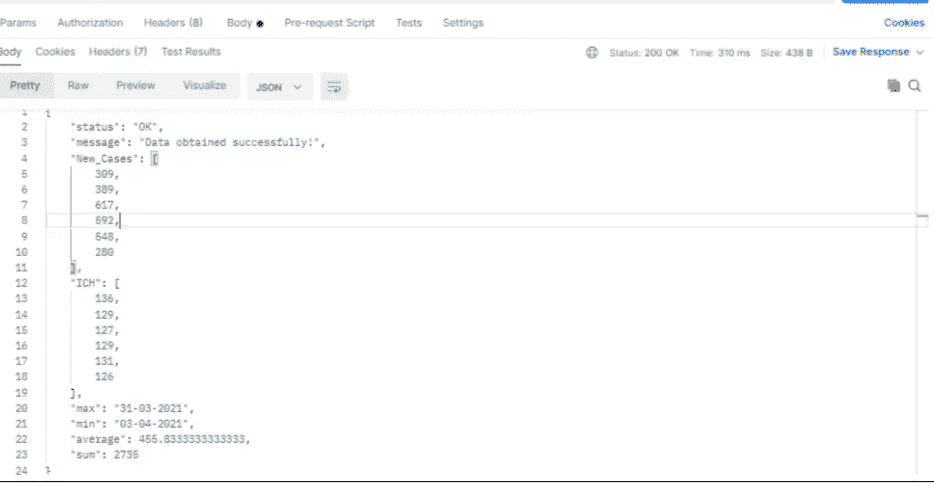 Params Authorization Headers (8) Body Pre-request Script Tests Settings Cookies
Body Cookies Headers (7) Test Results Status: 200 OK Time: 310 ms Size: 438 B Save Response
Pretty Raw Preview Visualize JSON
1 {
2 "status": "OK",
3 "message": "Data obtained successfully!",
4 "New_Cases": [
5 309,
6 389,
7 617,
8 592,
9 548,
10 280
11 ],
12 "ICH": [
13 136,
14 129,
15 127,
16 129,
17 131,
18 126
19 ],
20 "max": "31-03-2021",
21 "min": "03-04-2021",
22 "average": 455.8333333333333,
23 "sum": 2735
24 }